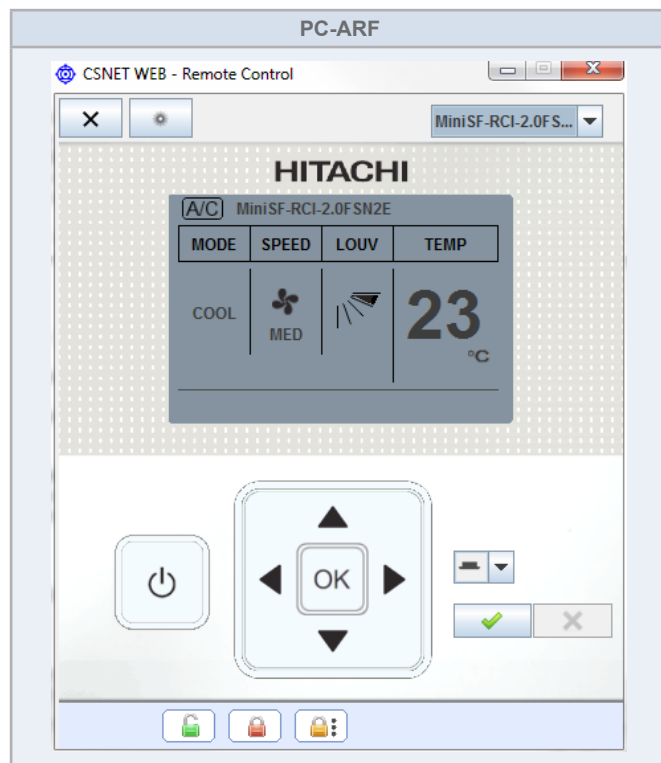 PC-ARF
CSNET WEB - Remote Control
MiniSF-RCI-2.0FS...
HITACHI
A/C MiniSF-RCI-2.0FSN2E
MODE SPEED LOUV TEMP
COOL MED 23 °C
OK